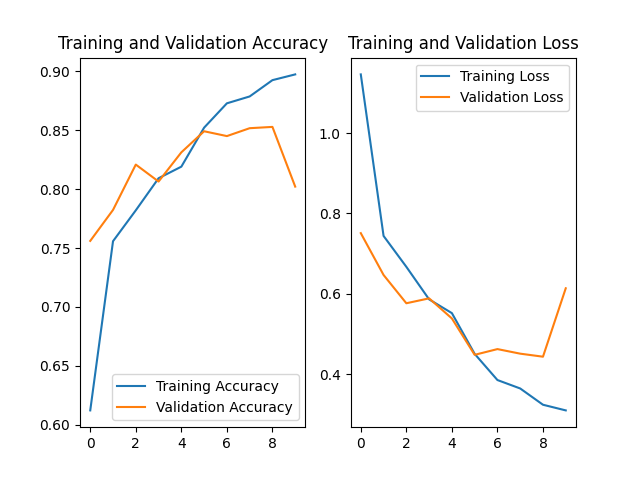 Training and Validation Accuracy
0.90
0.85
0.80
0.75
0.70
0.65
0.60
0 2 4 6 8
Training Accuracy
Validation Accuracy
Training and Validation Loss
Training Loss
Validation Loss
1.0
0.8
0.6
0.4
0 2 4 6 8